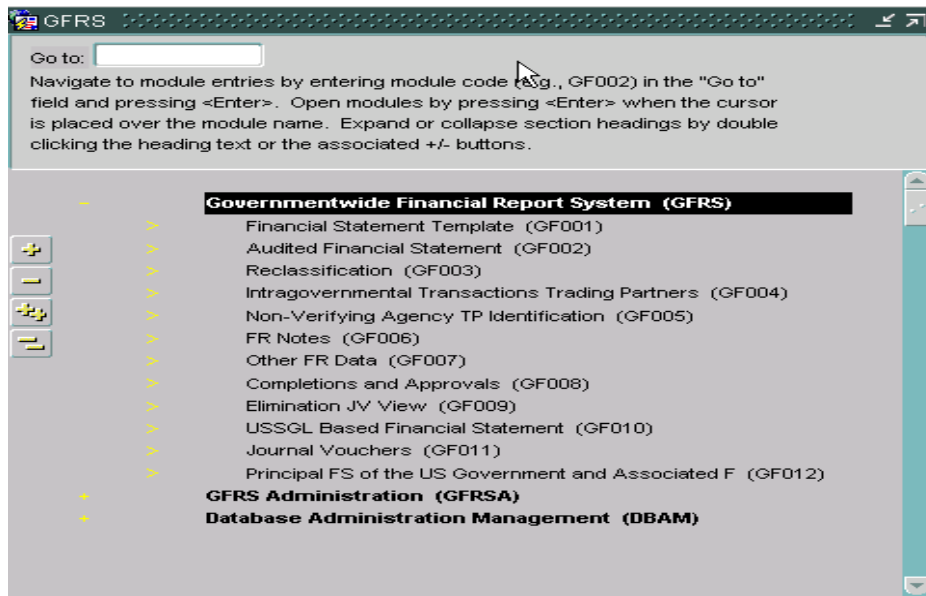 GFRS
Go to:
Navigate to module entries by entering module code (e.g., GF002) in the "Go to"
field and pressing <Enter>. Open modules by pressing <Enter> when the cursor
is placed over the module name. Expand or collapse section headings by double
clicking the heading text or the associated +/- buttons.
- Governmentwide Financial Report System (GFRS)
> Financial Statement Template (GF001)
> Audited Financial Statement (GF002)
> Reclassification (GF003)
> Intragovernmental Transactions Trading Partners (GF004)
> Non-Verifying Agency TP Identification (GF005)
> FR Notes (GF006)
> Other FR Data (GF007)
> Completions and Approvals (GF008)
> Elimination JV View (GF009)
> USSGL Based Financial Statement (GF010)
> Journal Vouchers (GF011)
> Principal FS of the US Government and Associated F (GF012)
+ GFRS Administration (GFRSA)
+ Database Administration Management (DBAM)